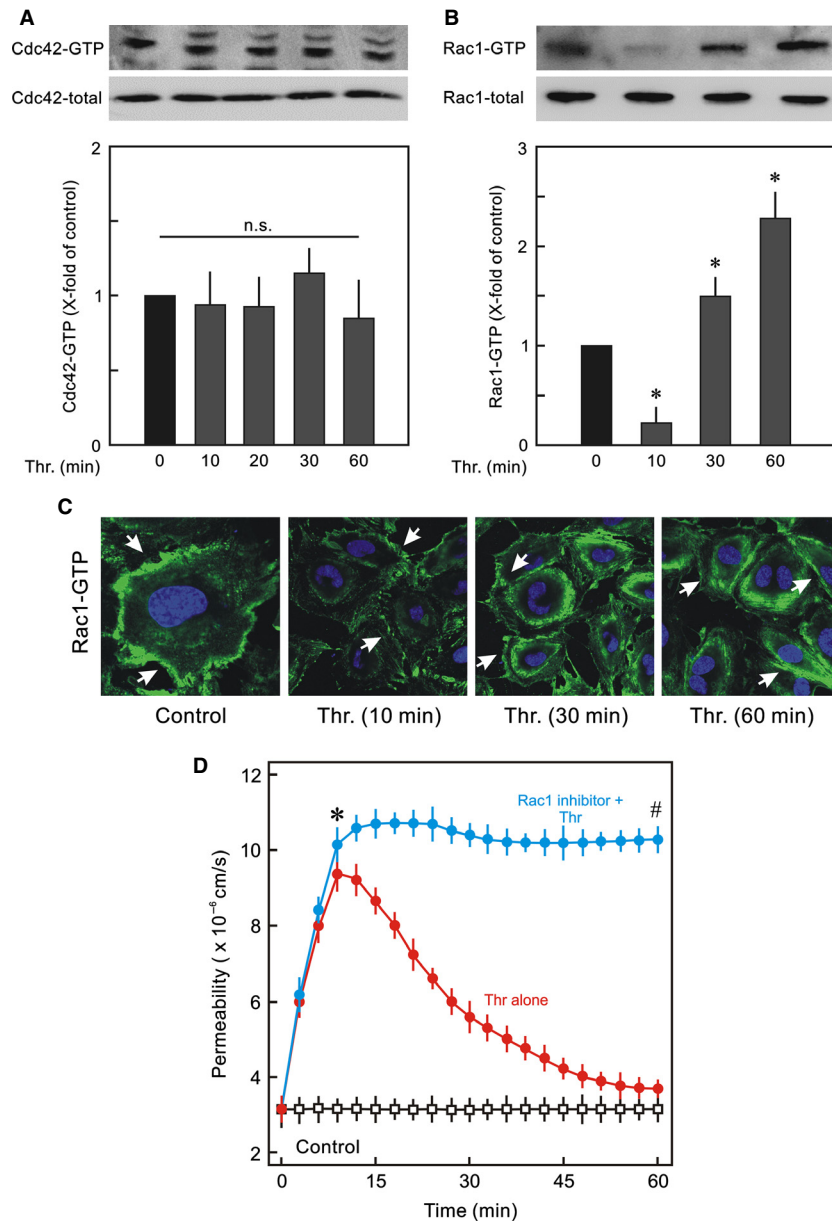 A
Cdc42-GTP
Cdc42-total
2
1
0
Cdc42-GTP (X-fold of control)
n.s.
Thr. (min) 0 10 20 30 60
B
Rac1-GTP
Rac1-total
3
2
1
0
Rac1-GTP (X-fold of control)
*
*
*
0 10 30 60
C
Rac1-GTP
Control Thr. (10 min) Thr. (30 min) Thr. (60 min)
D
12
10
8
6
4
2
Permeability ( x 10⁻⁶ cm/s)
*
Rac1 inhibitor +
Thr
#
Thr alone
Control
0 15 30 45 60
Time (min)